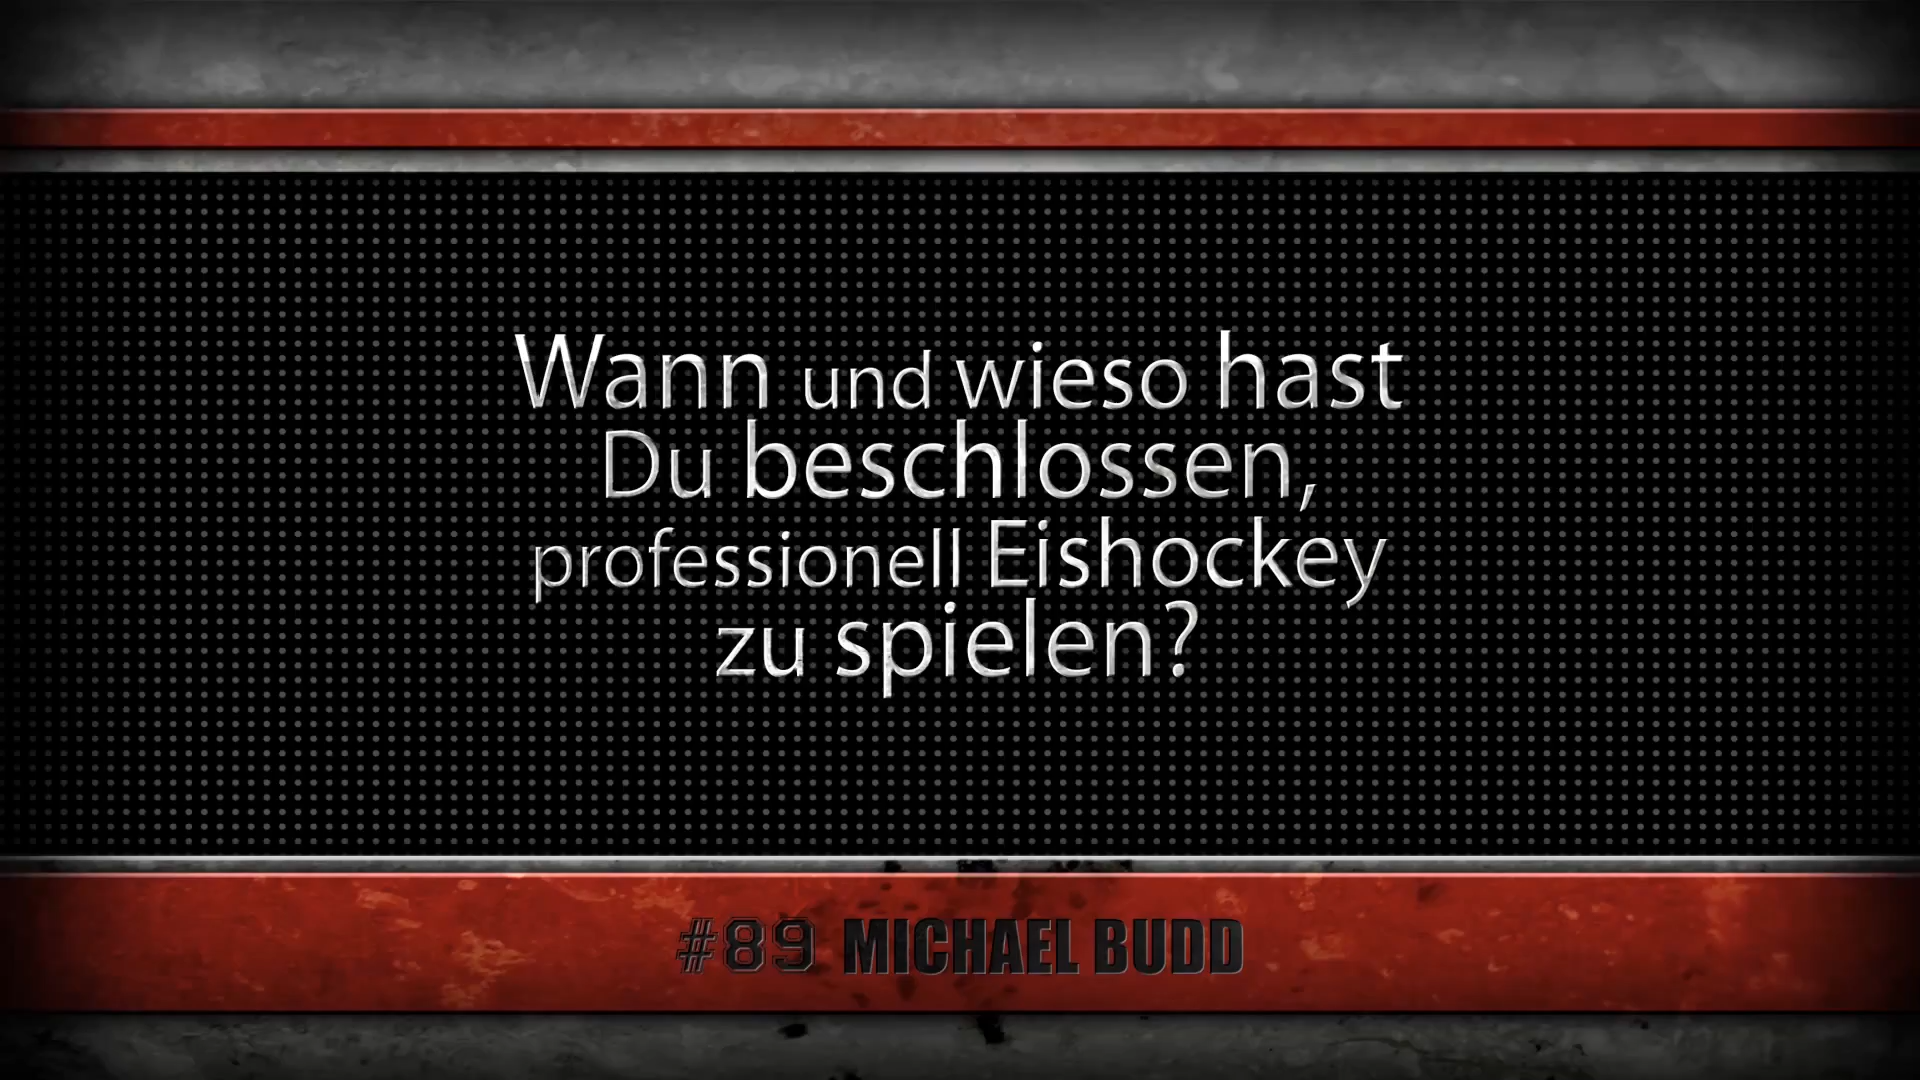 Wann und wieso hast
Du beschlossen,
professionell Eishockey
zu spielen?
#89 MICHAEL BUDD